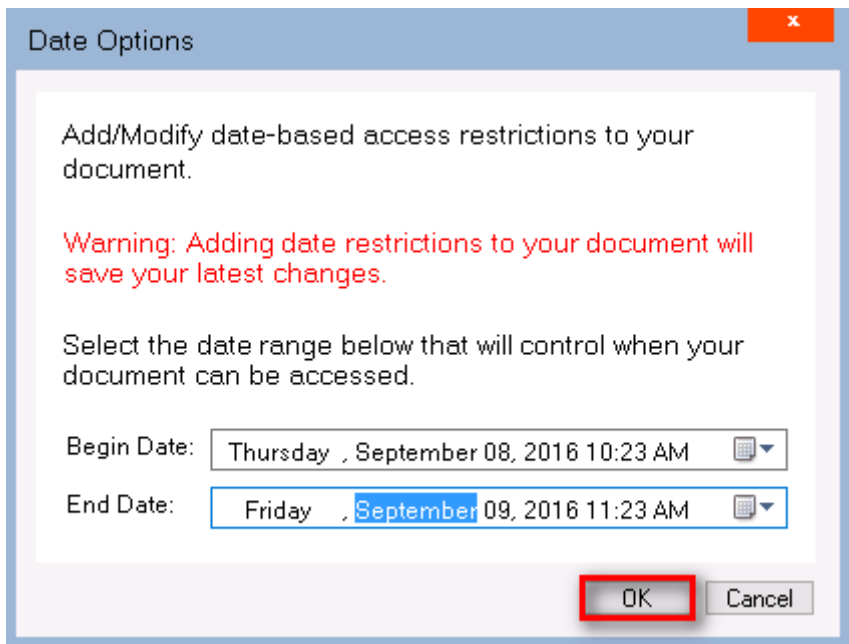 Date Options
x
Add/Modify date-based access restrictions to your
document.
Warning: Adding date restrictions to your document will
save your latest changes.
Select the date range below that will control when your
document can be accessed.
Begin Date: Thursday , September 08, 2016 10:23 AM
End Date: Friday , September 09, 2016 11:23 AM
OK Cancel